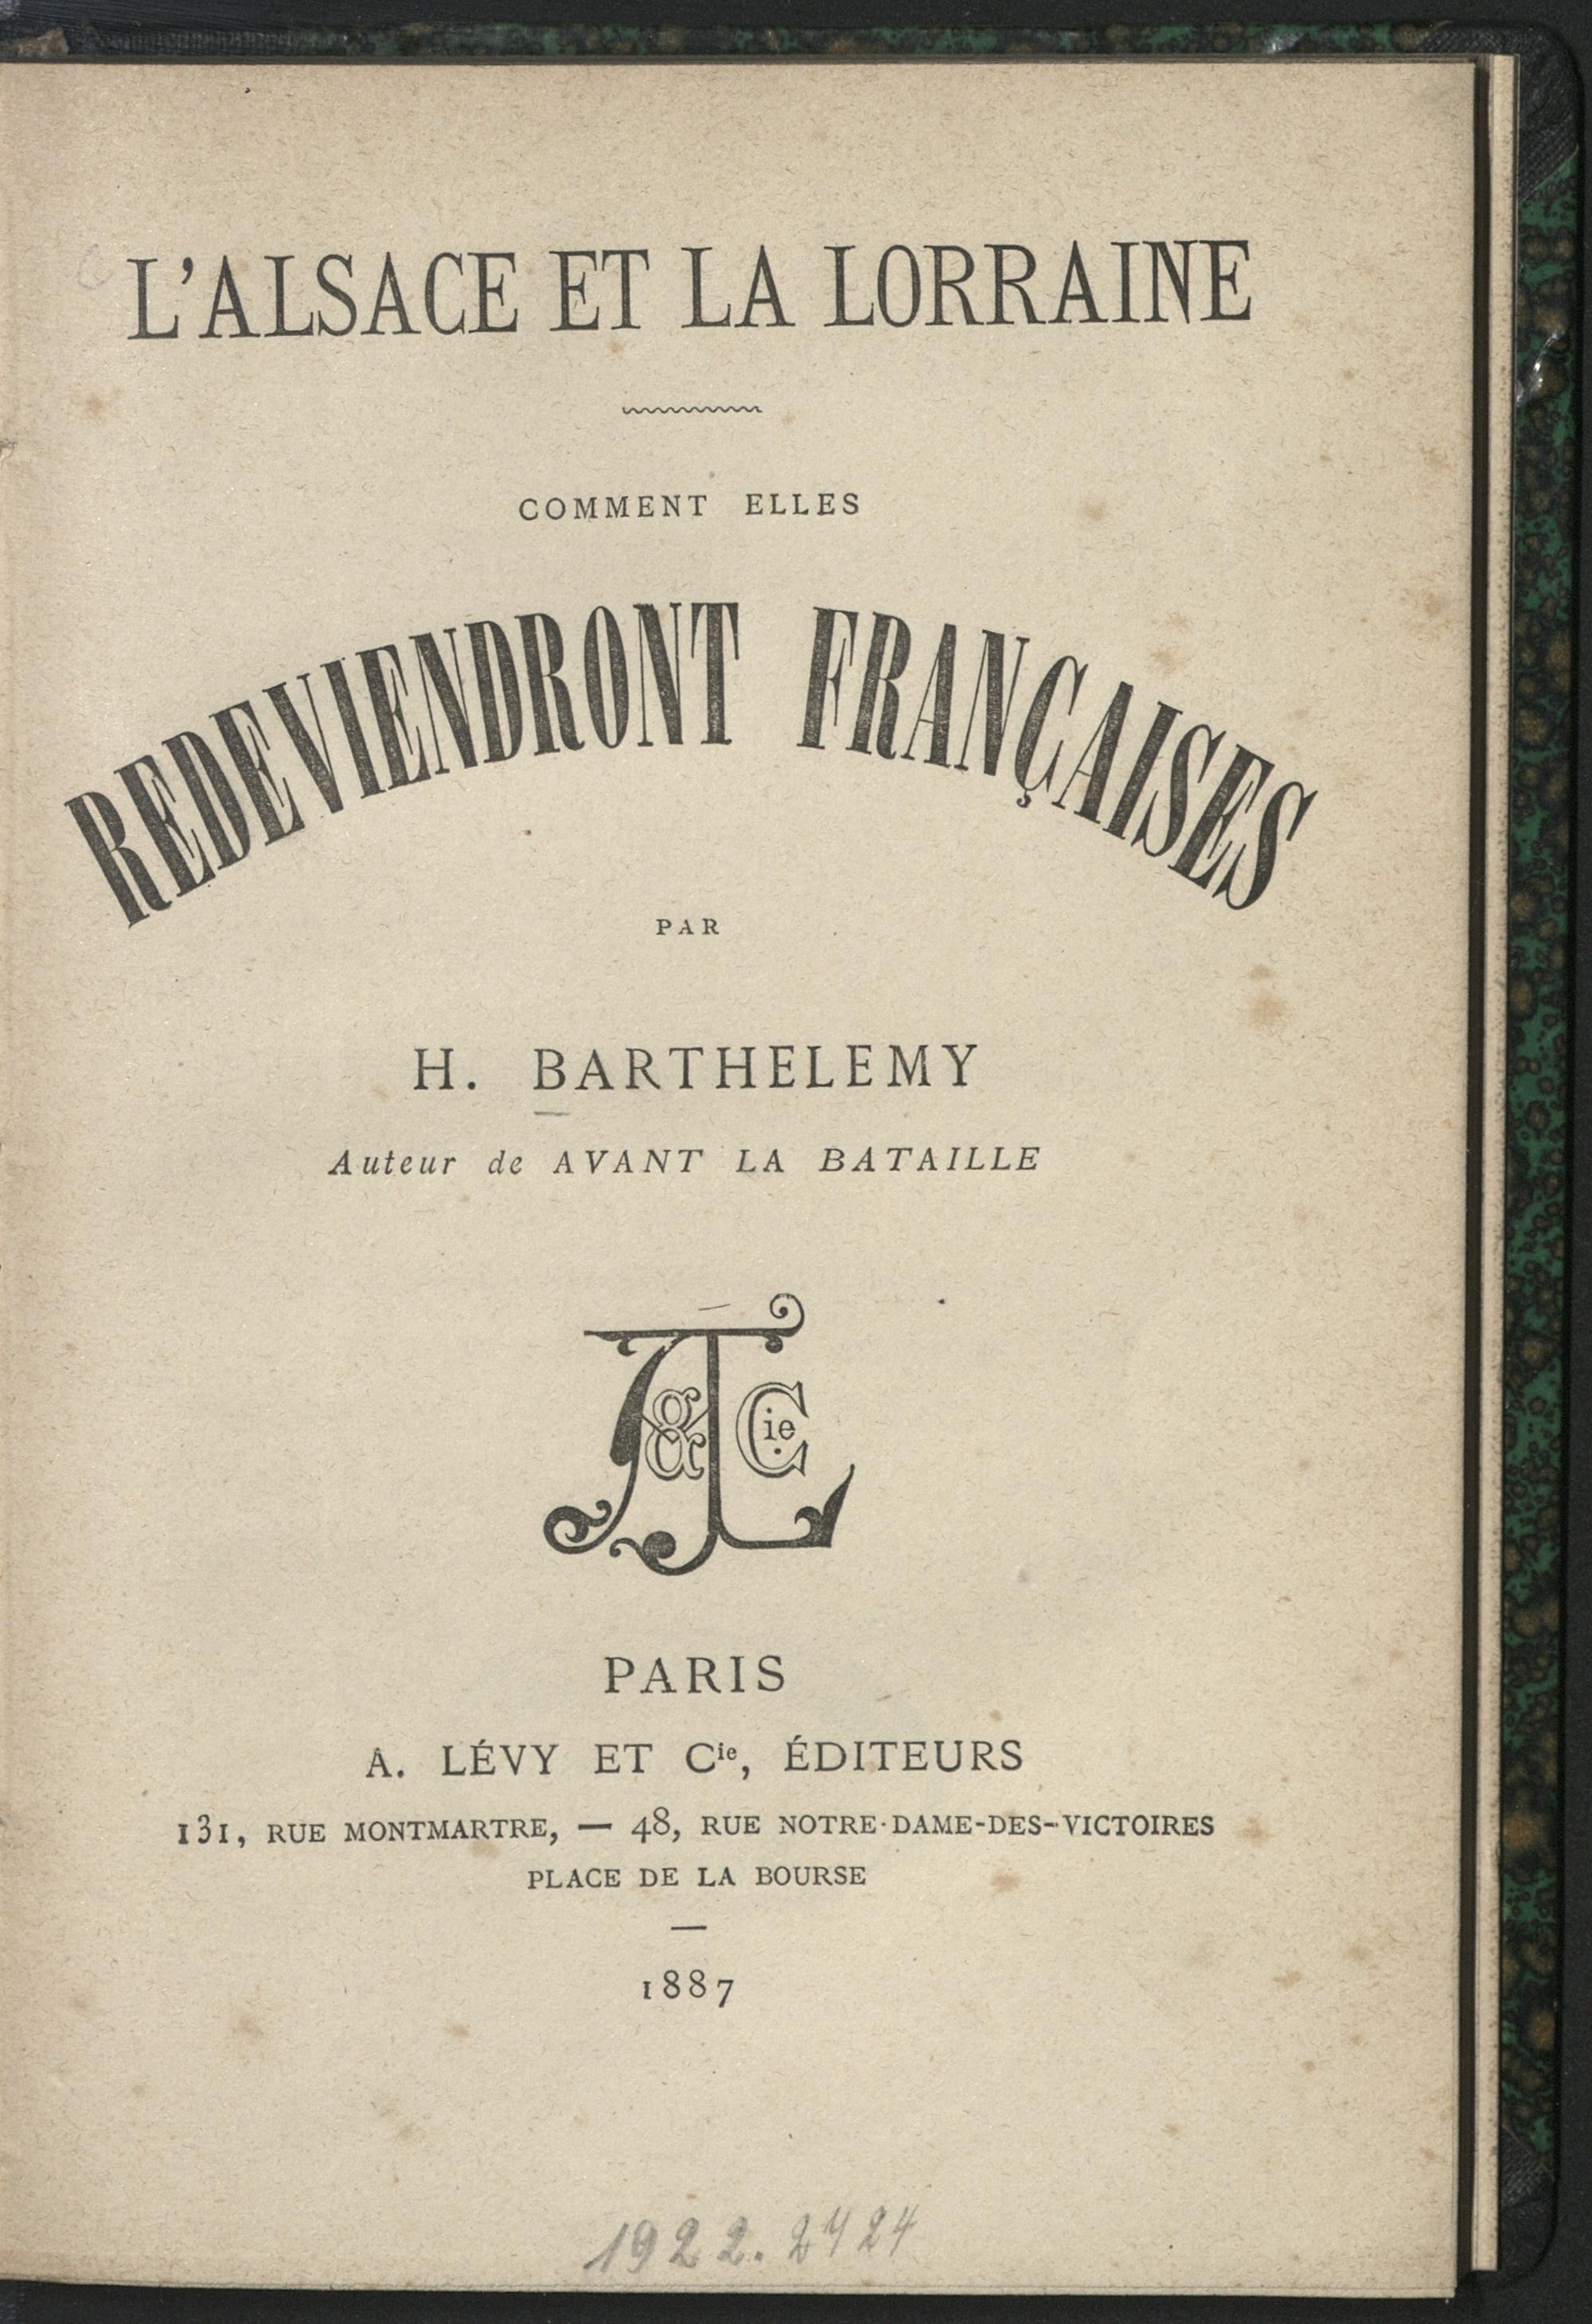 L'ALSACE ET LA LORRAINE
COMMENT ELLES
REDEVIENDRONT FRANÇAISES
PAR
H. BARTHELEMY
Auteur de AVANT LA BATAILLE
AL & Cie
PARIS
A. LÉVY ET Cie, ÉDITEURS
131, RUE MONTMARTRE, — 48, RUE NOTRE-DAME-DES-VICTOIRES
PLACE DE LA BOURSE
1887
1922. 2424